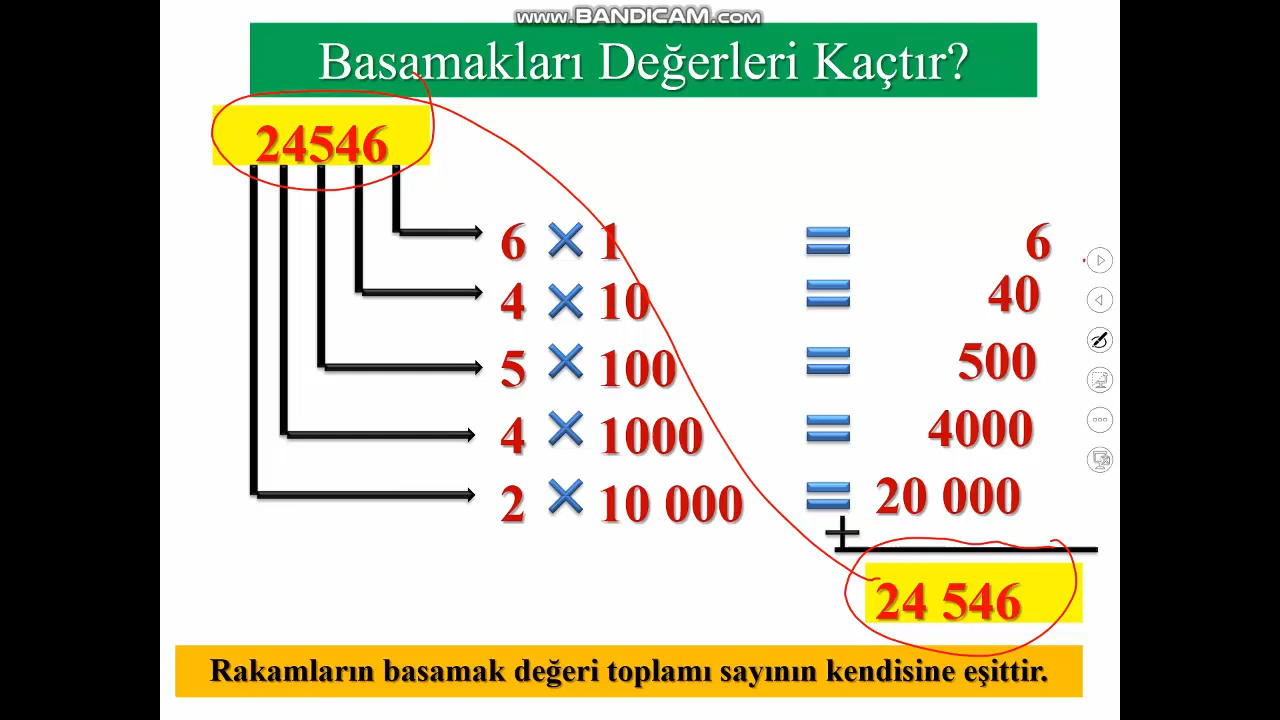 www.BANDICAM.com
Basamakları Değerleri Kaçtır?
24546
6 × 1 = 6
4 × 10 = 40
5 × 100 = 500
4 × 1000 = 4000
2 × 10 000 = 20 000
+
24 546
Rakamların basamak değeri toplamı sayının kendisine eşittir.